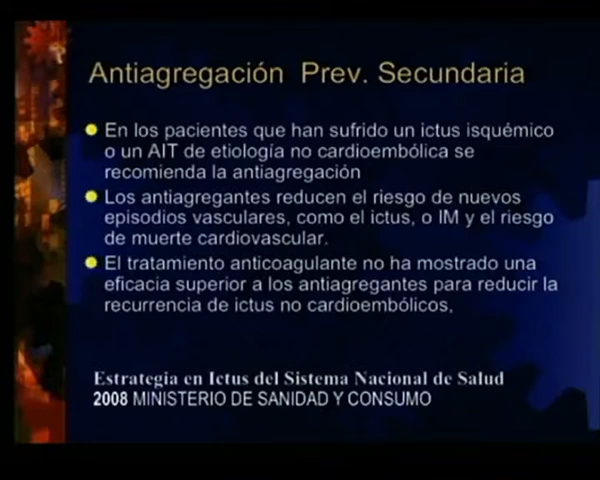 Antiagregación Prev. Secundaria
En los pacientes que han sufrido un ictus isquémico
o un AIT de etiología no cardioembólica se
recomienda la antiagregación
Los antiagregantes reducen el riesgo de nuevos
episodios vasculares, como el ictus, o IM y el riesgo
de muerte cardiovascular.
El tratamiento anticoagulante no ha mostrado una
eficacia superior a los antiagregantes para reducir la
recurrencia de ictus no cardioembólicos,
Estrategia en Ictus del Sistema Nacional de Salud
2008 MINISTERIO DE SANIDAD Y CONSUMO